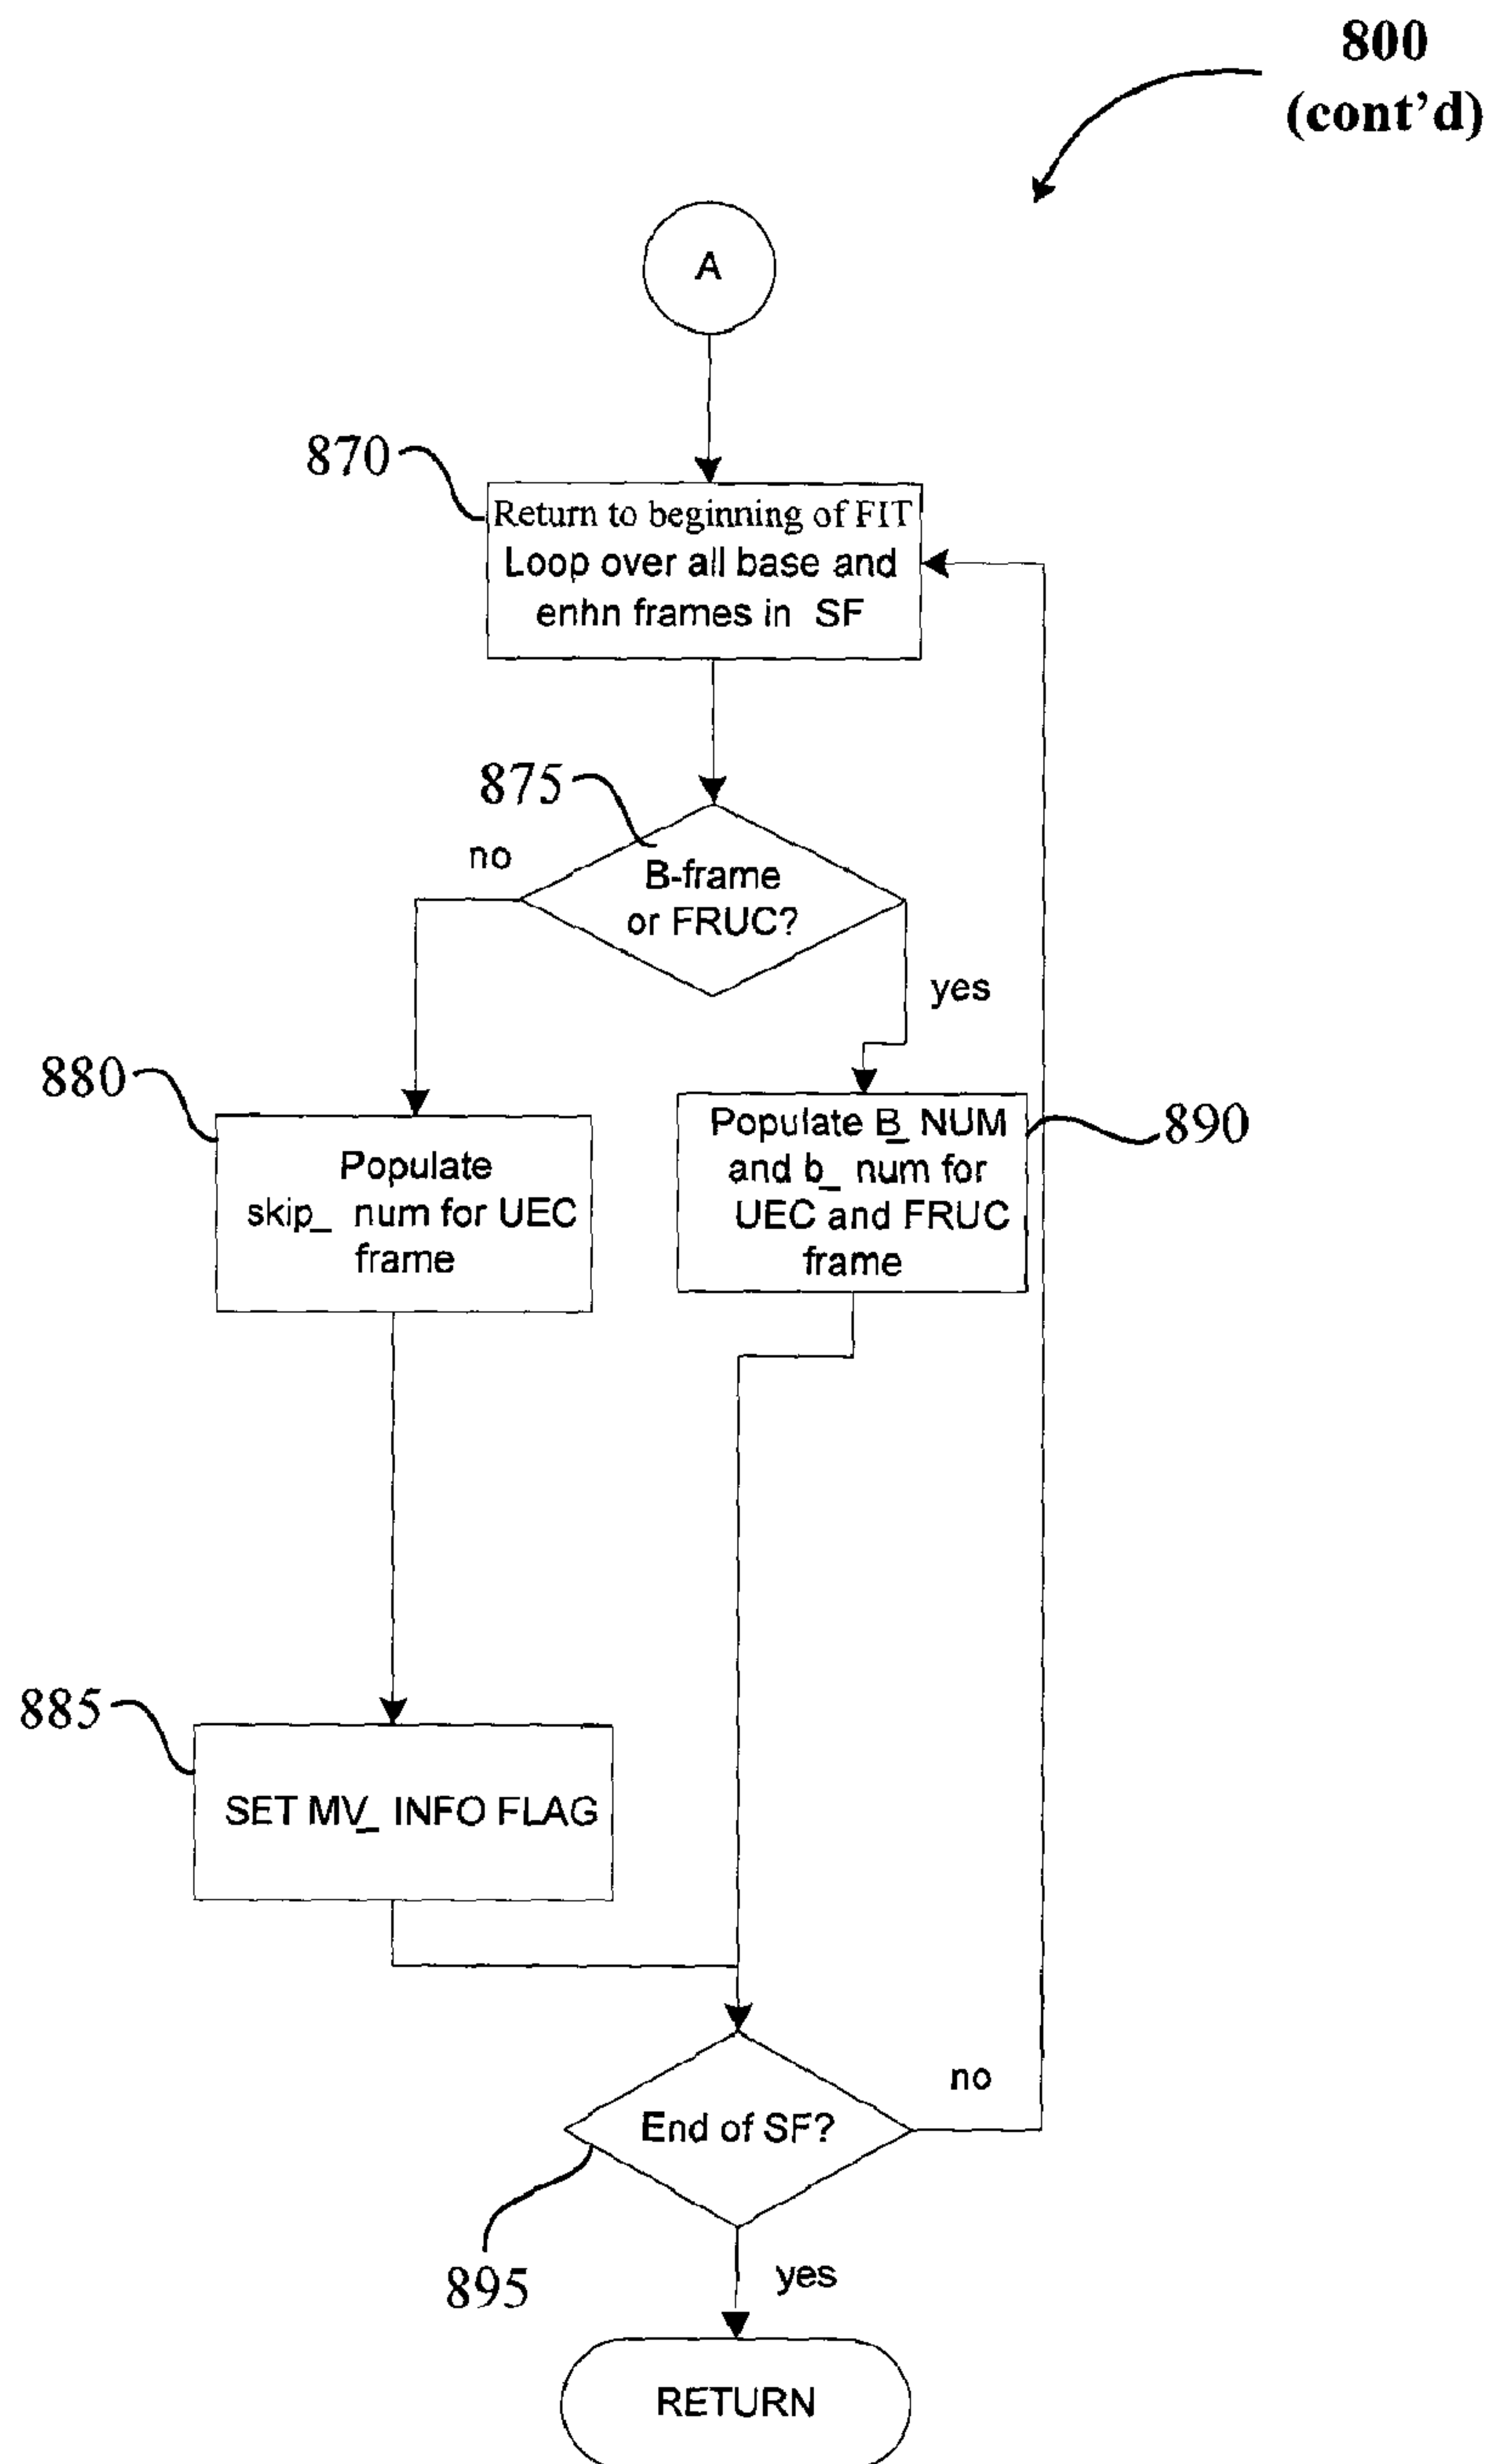 800
(cont'd)
A
870
Return to beginning of FIT
Loop over all base and
enhn frames in SF
875
no
B-frame
or FRUC?
yes
880
Populate
skip_ num for UEC
frame
Populate B_ NUM
and b_ num for
UEC and FRUC
frame
890
885
SET MV_ INFO FLAG
no
End of SF?
895
yes
RETURN